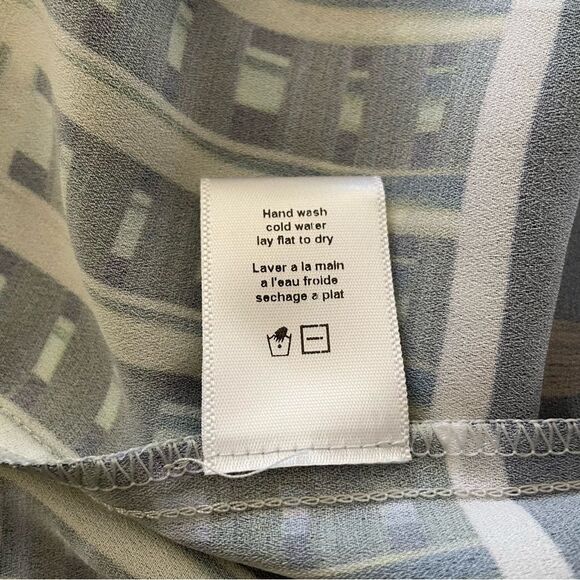 Hand wash
cold water
lay flat to dry
Laver a la main
a l'eau froide
sechage a plat